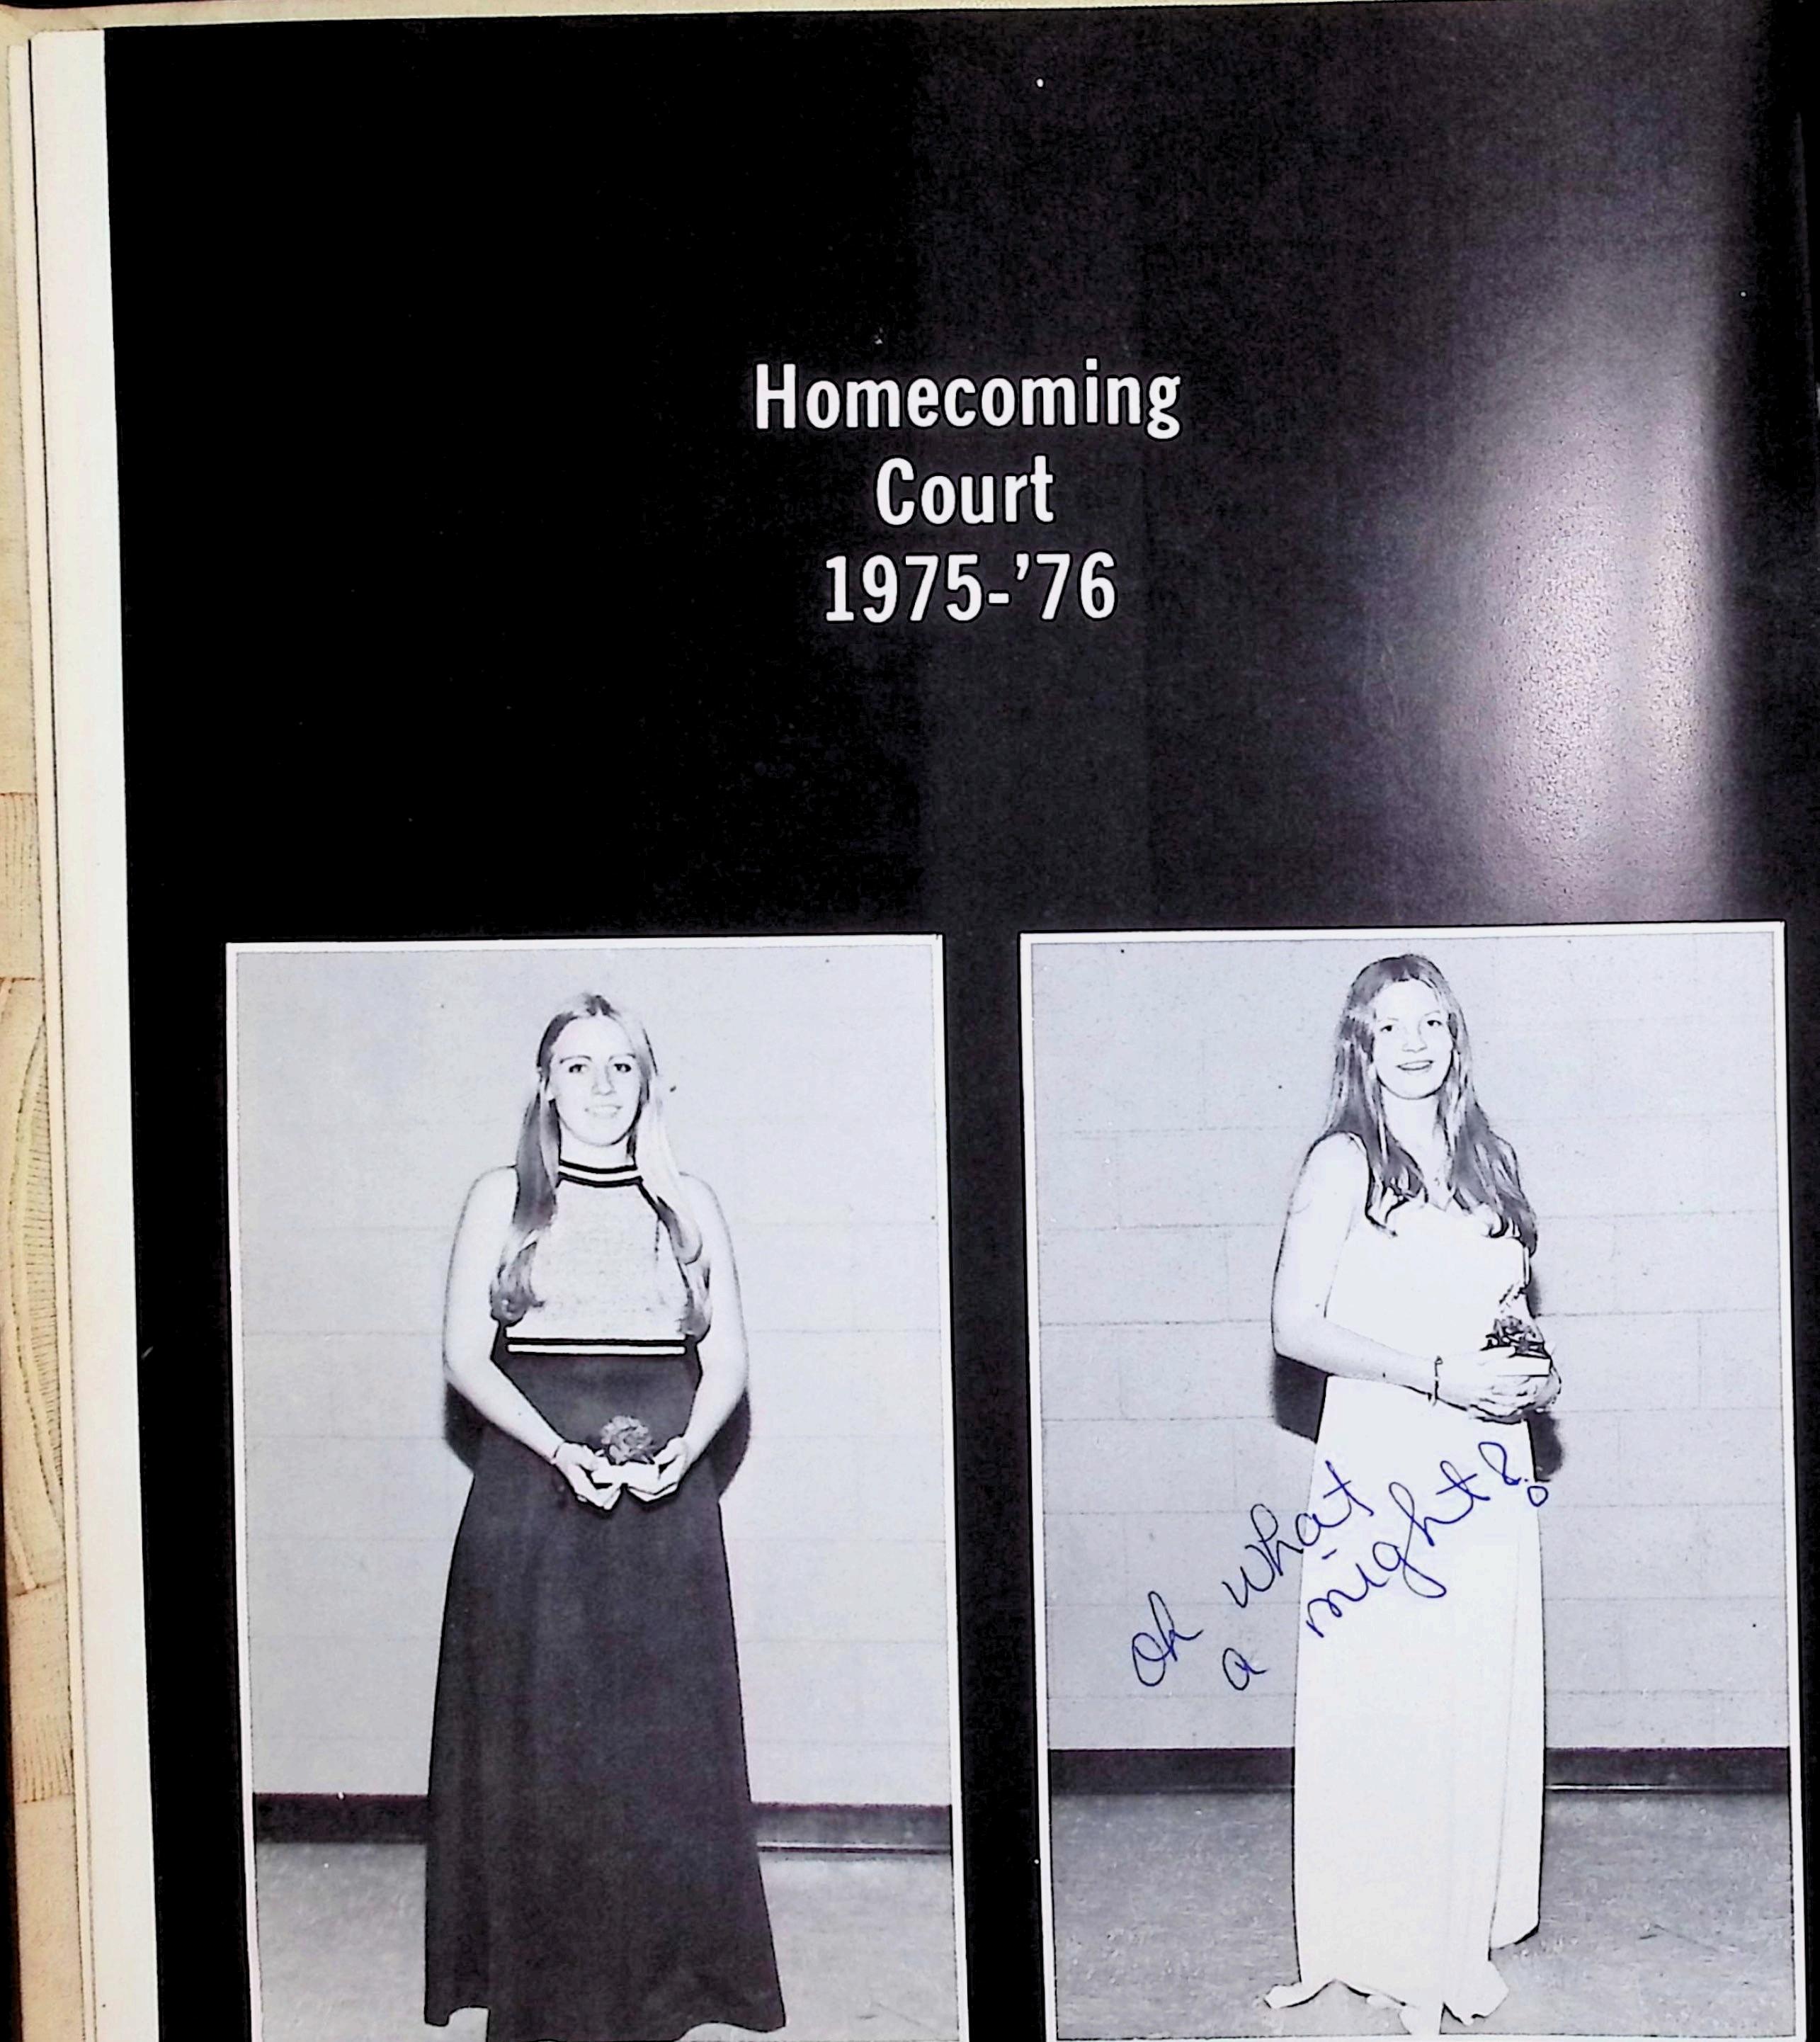 Homecoming
Court
1975-'76
oh what
a night!